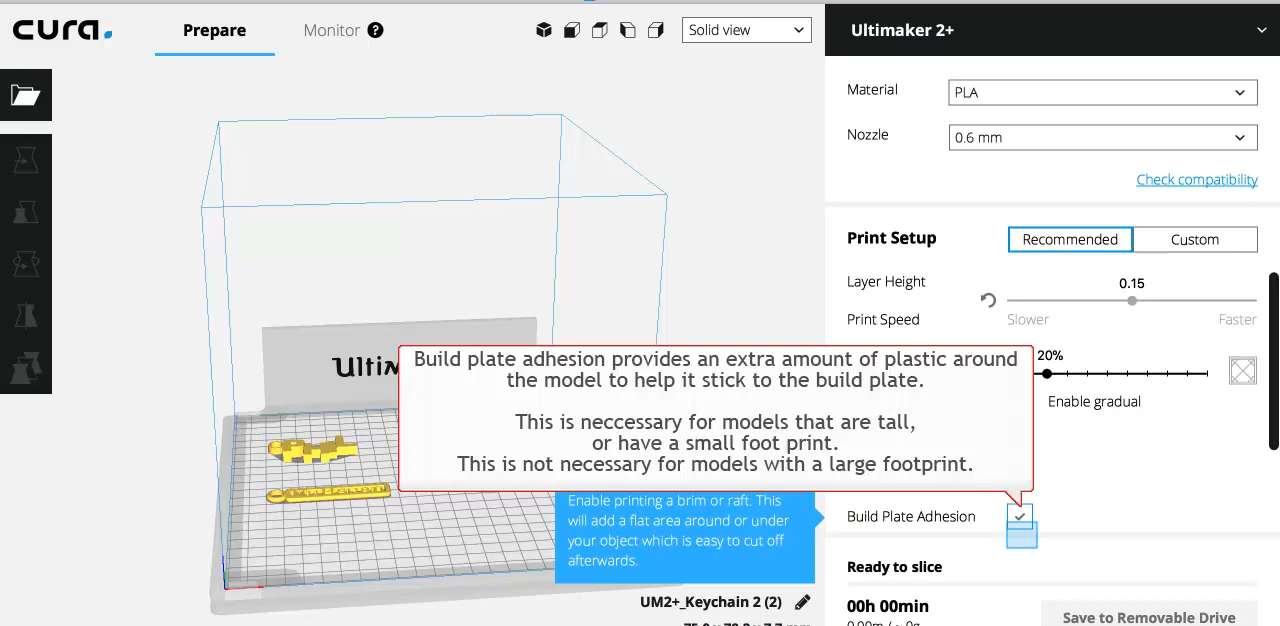 cura.
Prepare
Monitor ?
Solid view
Ultimaker 2+
Material
PLA
Nozzle
0.6 mm
Check compatibility
Print Setup
Recommended
Custom
Layer Height
0.15
Print Speed
Slower
Faster
20%
Enable gradual
Build plate adhesion provides an extra amount of plastic around
the model to help it stick to the build plate.
This is neccessary for models that are tall,
or have a small foot print.
This is not necessary for models with a large footprint.
Enable printing a brim or raft. This
will add a flat area around or under
your object which is easy to cut off
afterwards.
Build Plate Adhesion
Ready to slice
UM2+_Keychain 2 (2)
00h 00min
Save to Removable Drive